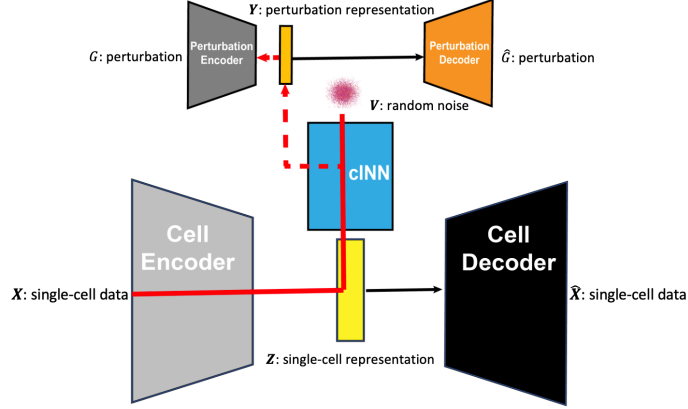 Y: perturbation representation
G: perturbation
Perturbation
Encoder
Perturbation
Decoder
Ĝ: perturbation
V: random noise
cINN
Cell
Encoder
Cell
Decoder
X: single-cell data
X̂: single-cell data
Z: single-cell representation